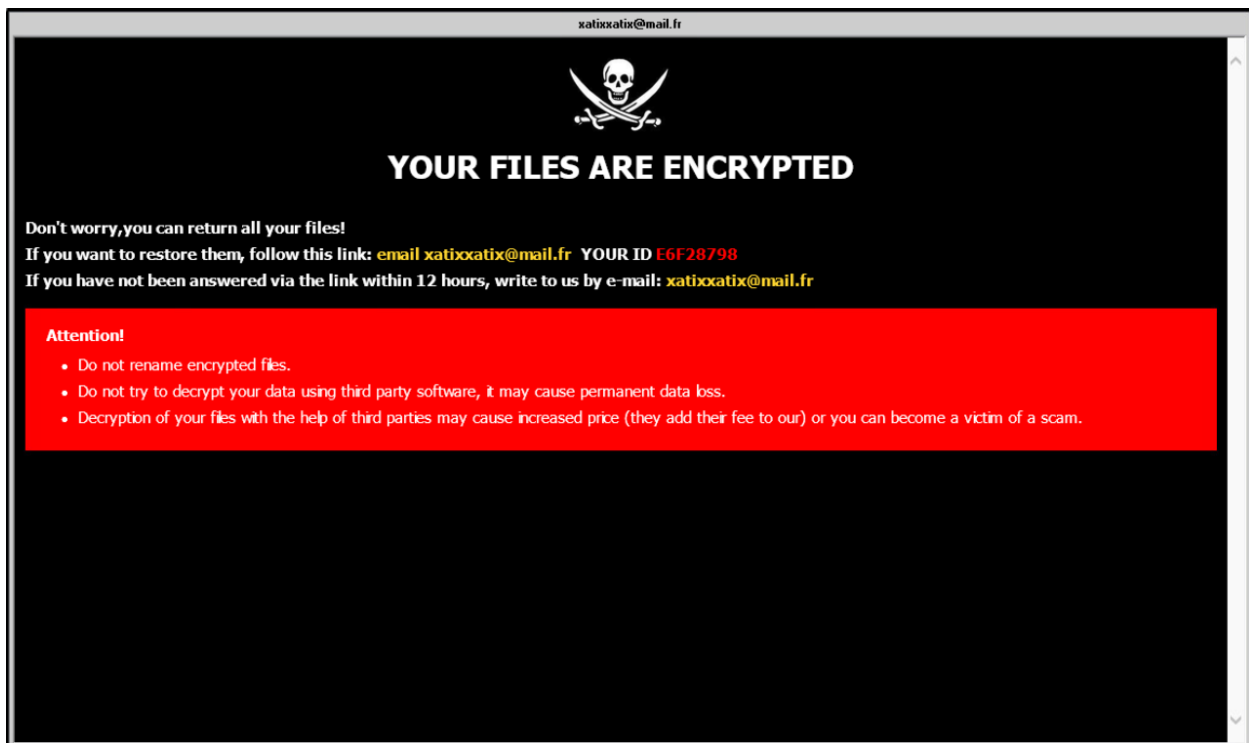 xatixxatix@mail.fr
YOUR FILES ARE ENCRYPTED
Don't worry,you can return all your files!
If you want to restore them, follow this link: email xatixxatix@mail.fr YOUR ID E6F28798
If you have not been answered via the link within 12 hours, write to us by e-mail: xatixxatix@mail.fr
Attention!
• Do not rename encrypted files.
• Do not try to decrypt your data using third party software, it may cause permanent data loss.
• Decryption of your files with the help of third parties may cause increased price (they add their fee to our) or you can become a victim of a scam.